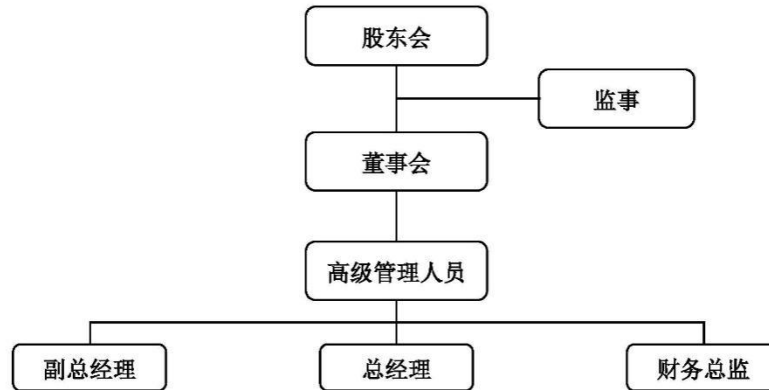 股东会
监事
董事会
高级管理人员
副总经理
总经理
财务总监